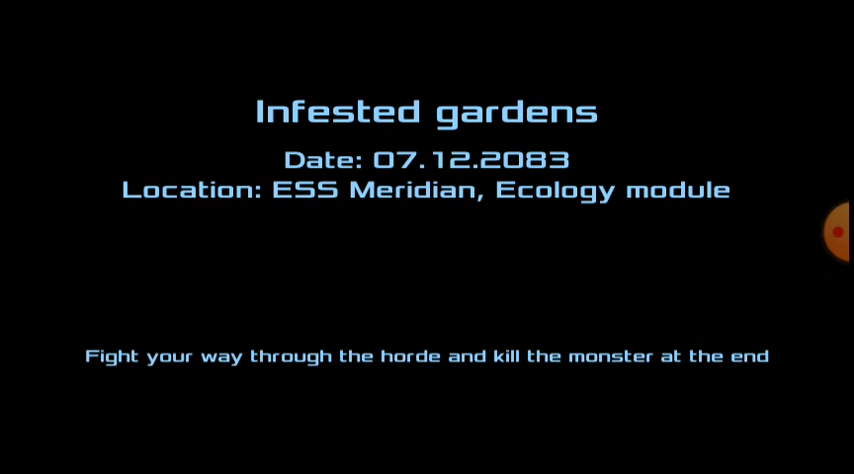 Infested gardens
Date: 07.12.2083
Location: ESS Meridian, Ecology module
Fight your way through the horde and kill the monster at the end